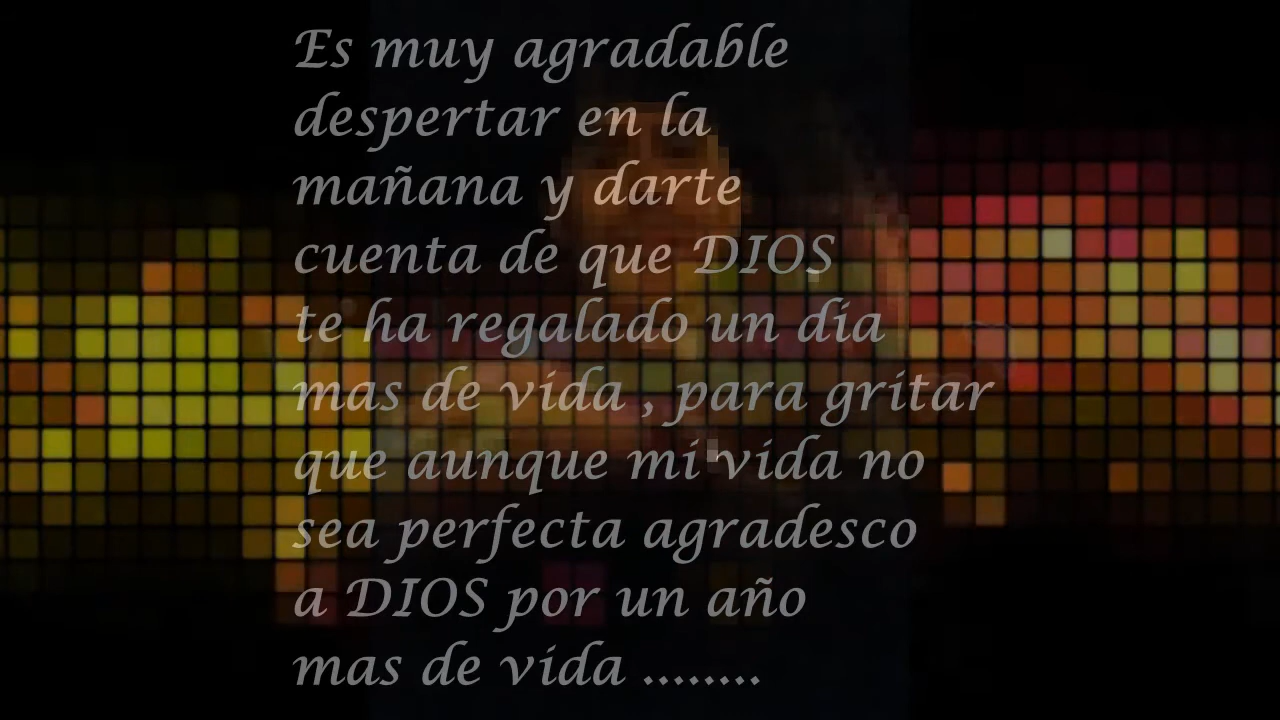 Es muy agradable
despertar en la
mañana y darte
cuenta de que DIOS
te ha regalado un dia
mas de vida , para gritar
que aunque mi vida no
sea perfecta agradesco
a DIOS por un año
mas de vida ........